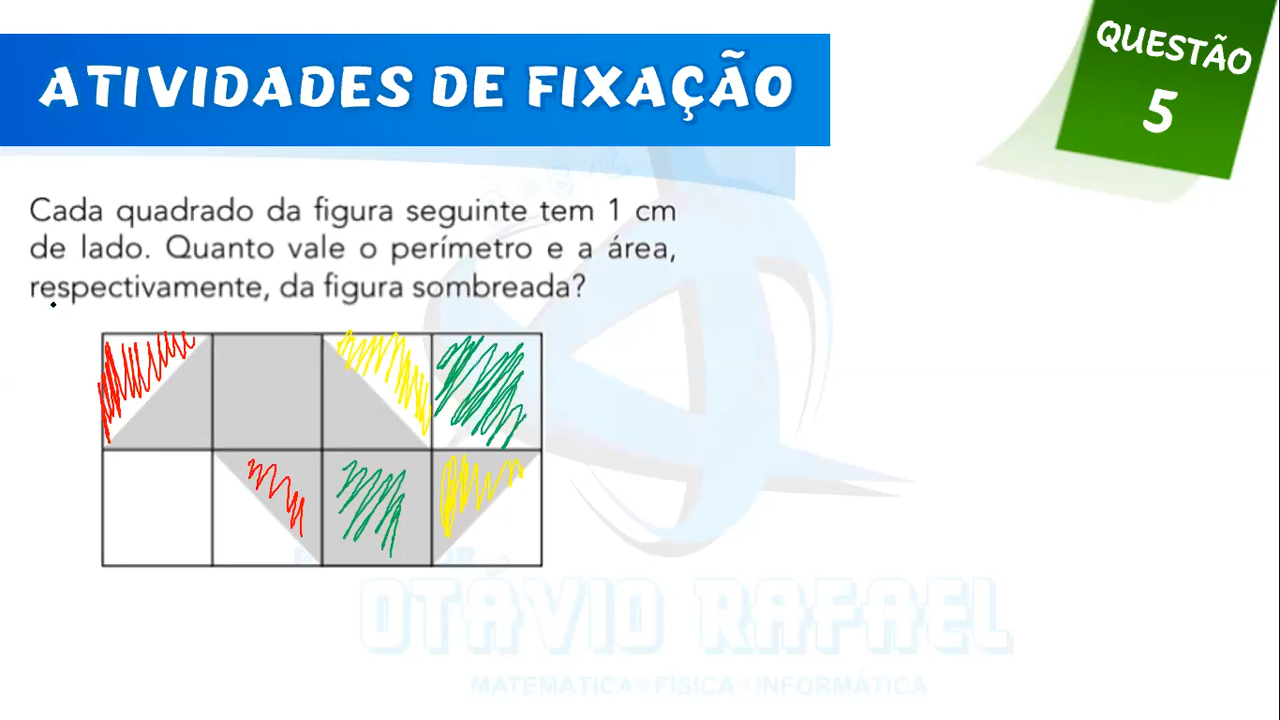 QUESTÃO
5
ATIVIDADES DE FIXAÇÃO
Cada quadrado da figura seguinte tem 1 cm
de lado. Quanto vale o perímetro e a área,
respectivamente, da figura sombreada?
OTÁVIO RAFAEL
MATEMÁTICA FÍSICA INFORMÁTICA